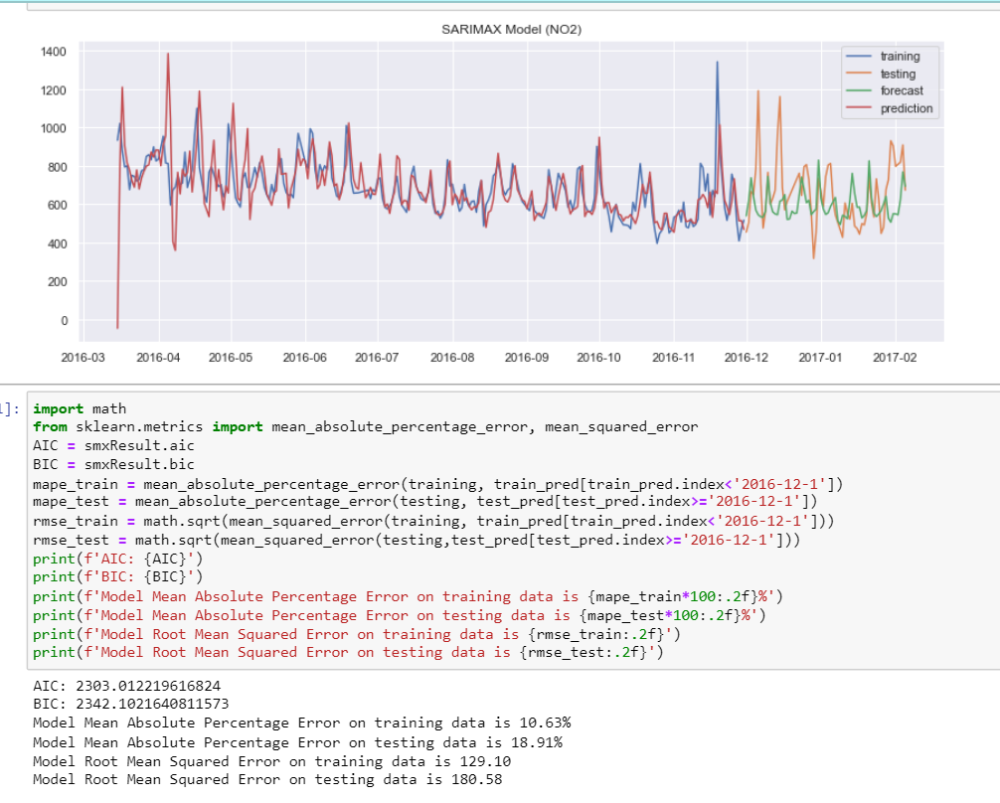 SARIMAX Model (NO2)
1400
1200
1000
800
600
400
200
0
training
testing
forecast
prediction
2016-03 2016-04 2016-05 2016-06 2016-07 2016-08 2016-09 2016-10 2016-11 2016-12 2017-01 2017-02
]:
import math
from sklearn.metrics import mean_absolute_percentage_error, mean_squared_error
AIC = smxResult.aic
BIC = smxResult.bic
mape_train = mean_absolute_percentage_error(training, train_pred[train_pred.index<'2016-12-1'])
mape_test = mean_absolute_percentage_error(testing, test_pred[test_pred.index>='2016-12-1'])
rmse_train = math.sqrt(mean_squared_error(training, train_pred[train_pred.index<'2016-12-1']))
rmse_test = math.sqrt(mean_squared_error(testing,test_pred[test_pred.index>='2016-12-1']))
print(f'AIC: {AIC}')
print(f'BIC: {BIC}')
print(f'Model Mean Absolute Percentage Error on training data is {mape_train*100:.2f}%')
print(f'Model Mean Absolute Percentage Error on testing data is {mape_test*100:.2f}%')
print(f'Model Root Mean Squared Error on training data is {rmse_train:.2f}')
print(f'Model Root Mean Squared Error on testing data is {rmse_test:.2f}')
AIC: 2303.012219616824
BIC: 2342.1021640811573
Model Mean Absolute Percentage Error on training data is 10.63%
Model Mean Absolute Percentage Error on testing data is 18.91%
Model Root Mean Squared Error on training data is 129.10
Model Root Mean Squared Error on testing data is 180.58